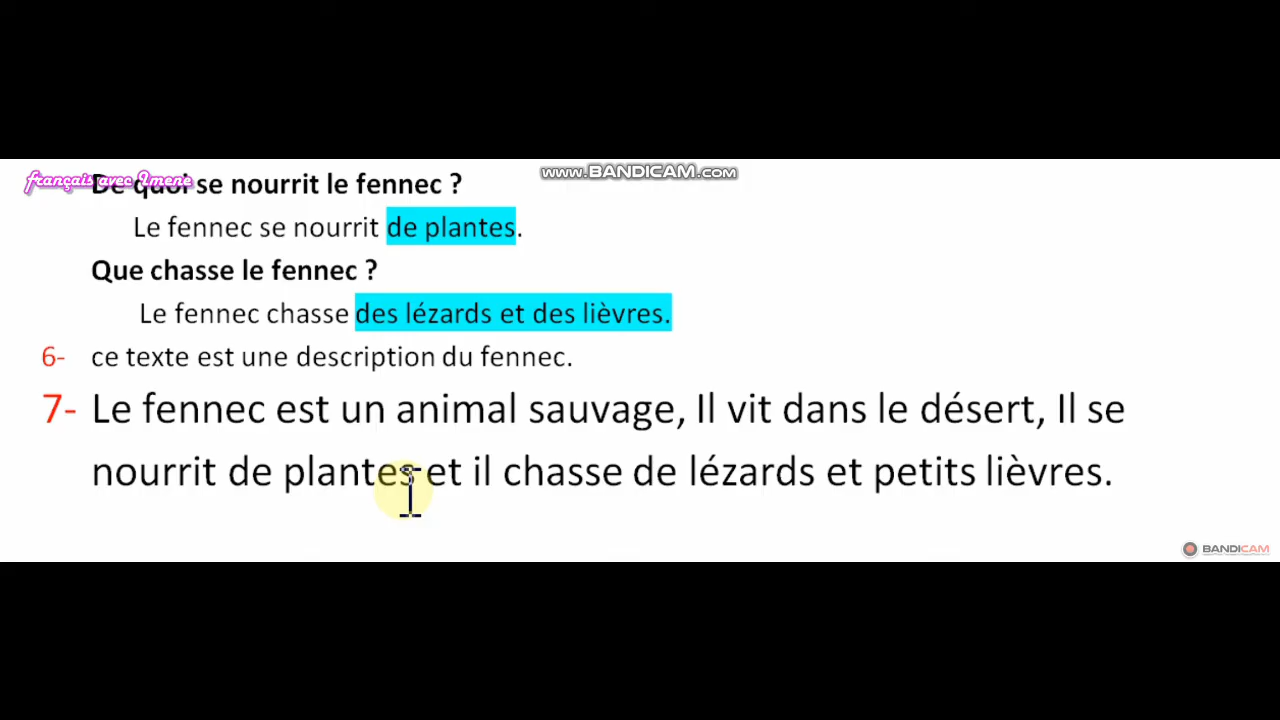 www.BANDICAM.com
français avec Imene
De quoi se nourrit le fennec ?
Le fennec se nourrit de plantes.
Que chasse le fennec ?
Le fennec chasse des lézards et des lièvres.
6- ce texte est une description du fennec.
7- Le fennec est un animal sauvage, Il vit dans le désert, Il se
nourrit de plantes et il chasse de lézards et petits lièvres.
BANDICAM